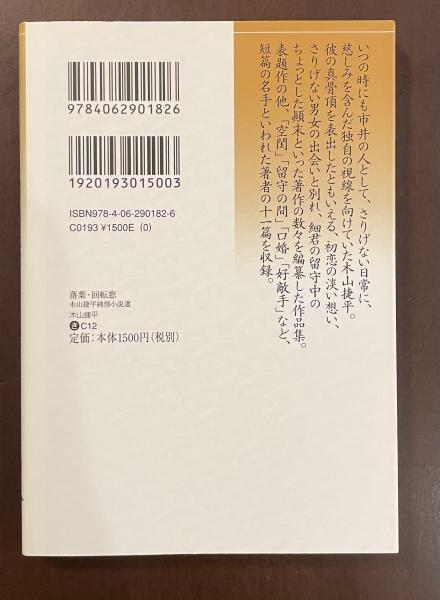 いつの時にも市井の人として、さりげない日常に、
慈しみを含んだ独自の視線を向けていた木山捷平。
彼の真骨頂を表出したともいえる、初恋の淡い想い、
さりげない男女の出会いと別れ、細君の留守中の
ちょっとした顚末といった著作の数々を編纂した作品集。
表題作の他、「空閨」「留守の間」「口婚」「好敵手」など、
短篇の名手といわれた著者の十一篇を収録。
9784062901826
1920193015003
ISBN978-4-06-290182-6
C0193 ¥1500E (0)
落葉・回転窓
木山捷平純情小説選
木山捷平
き C12
定価：本体1500円（税別）